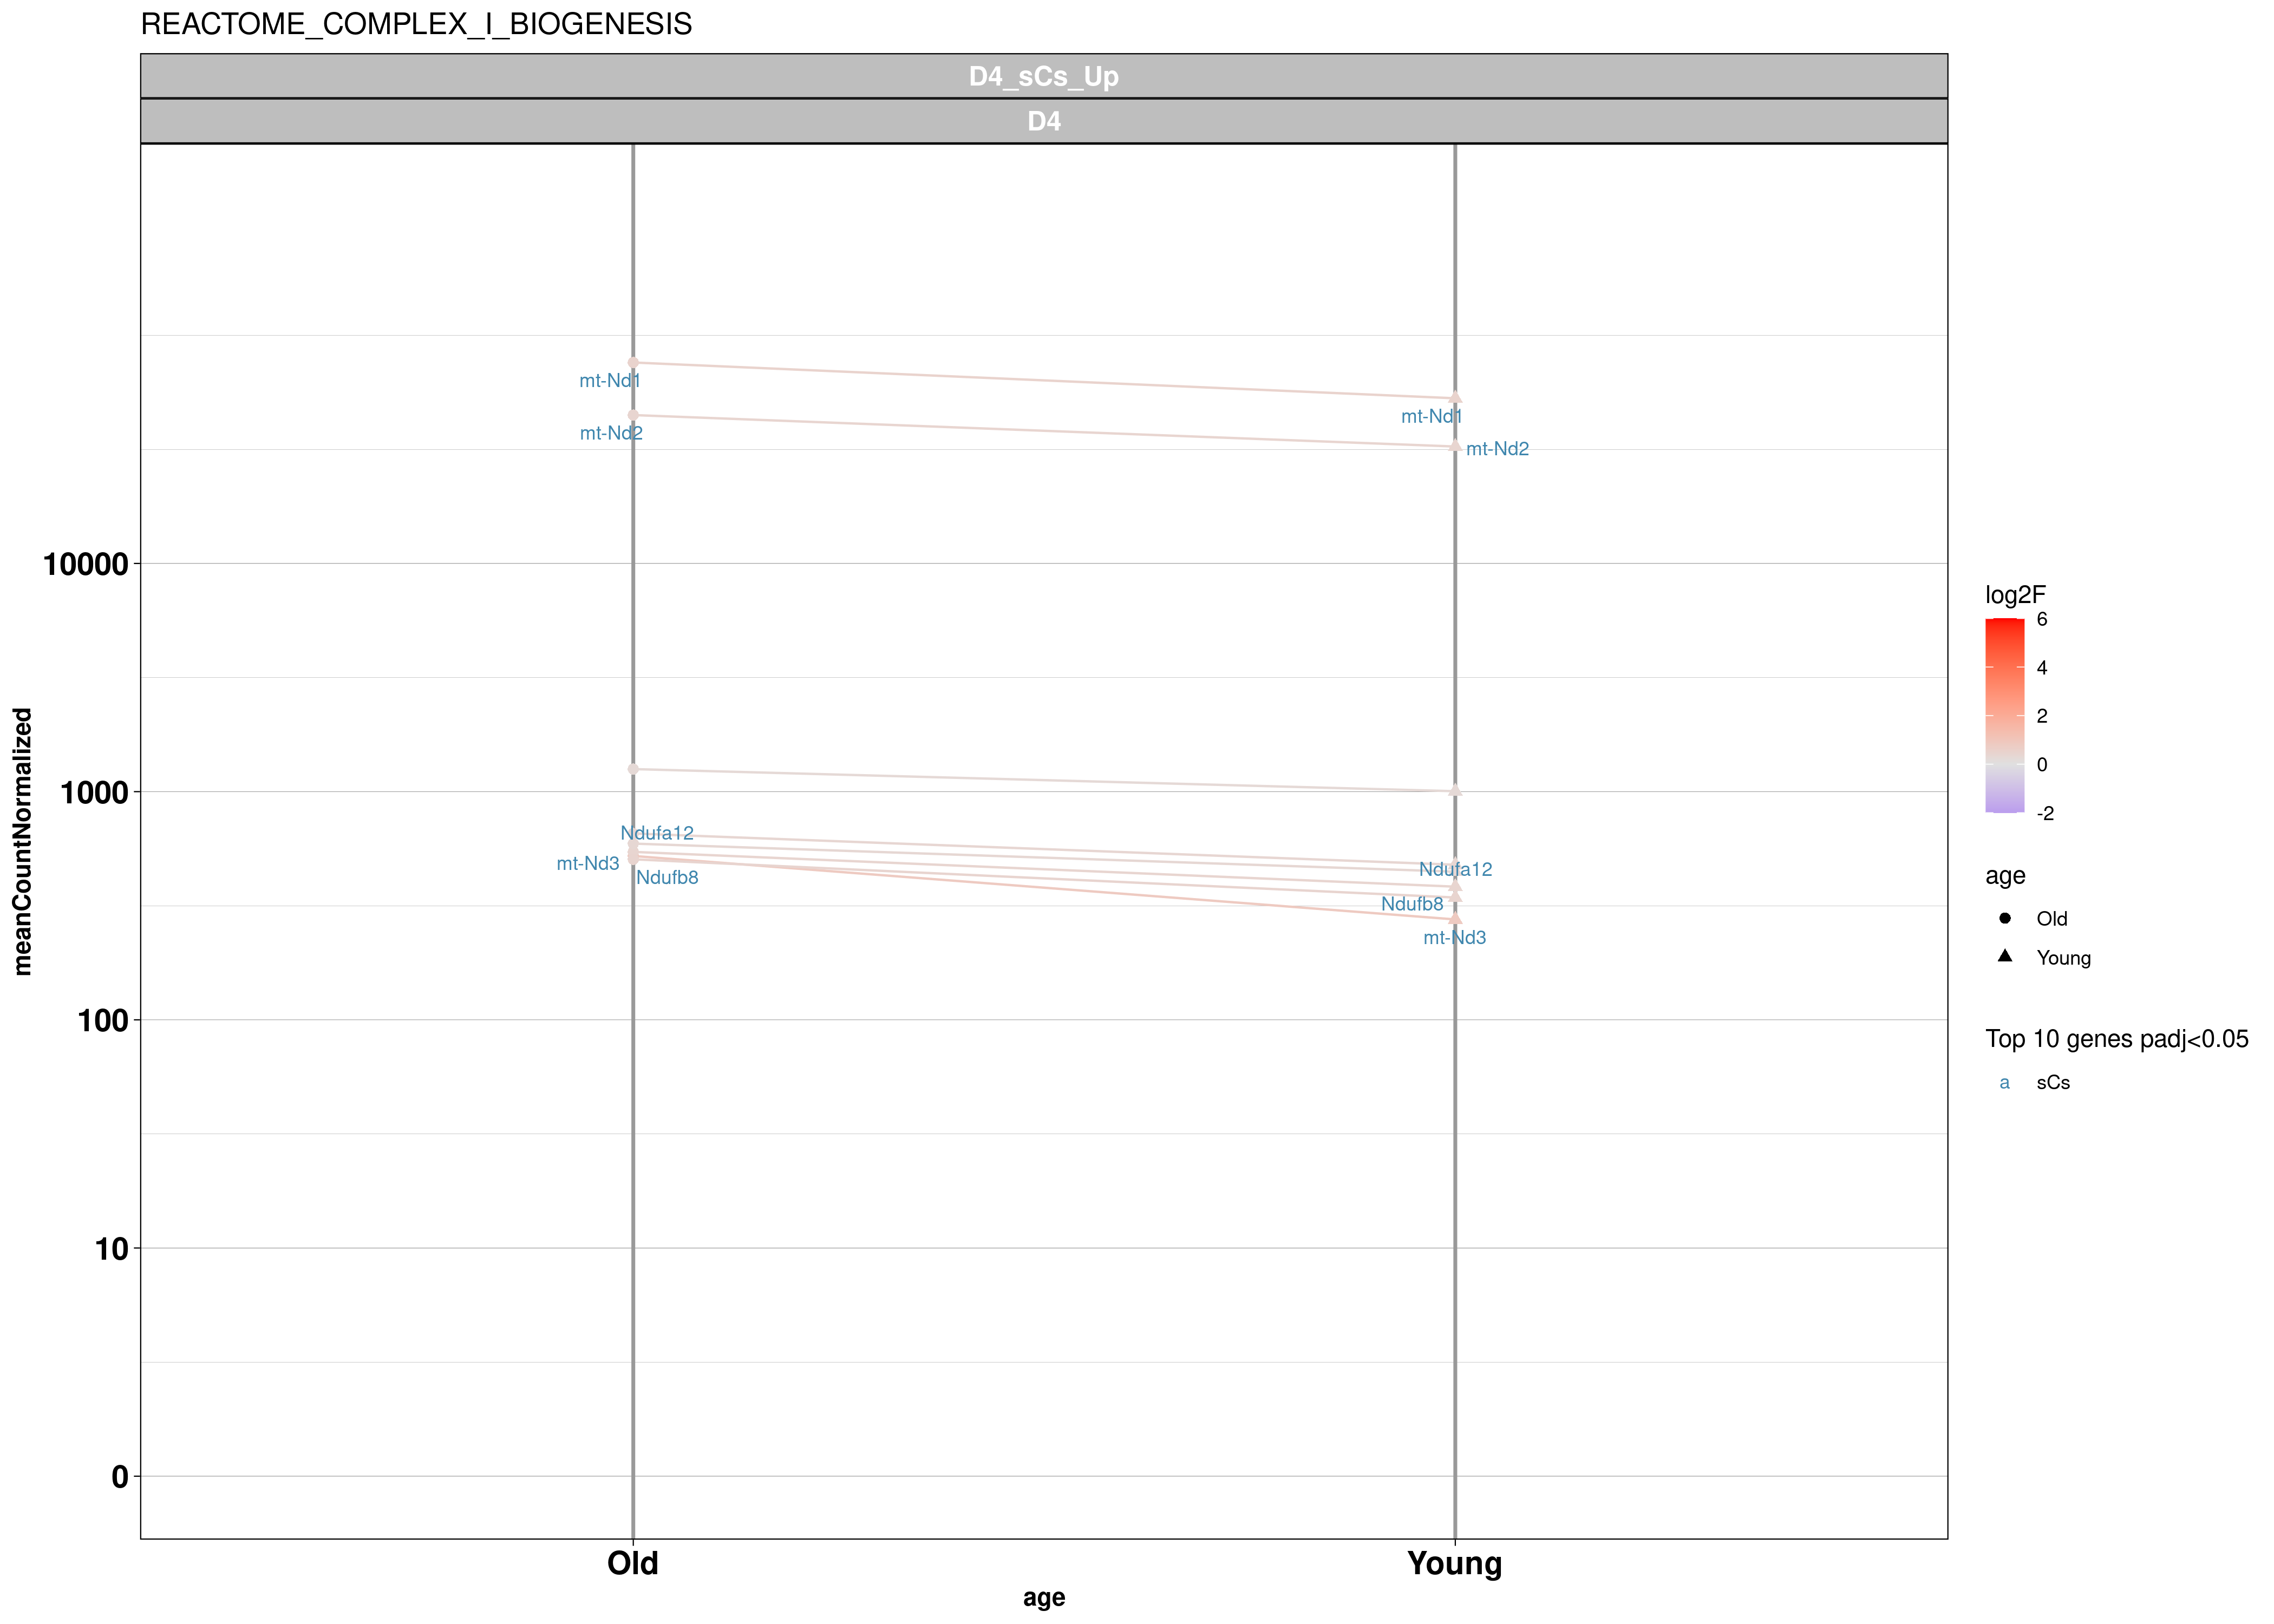 REACTOME_COMPLEX_I_BIOGENESIS
D4_sCs_Up
D4
mt-Nd1
mt-Nd1
mt-Nd2
mt-Nd2
10000
1000
Ndufa12
mt-Nd3
Ndufb8
Ndufa12
Ndufb8
mt-Nd3
100
10
0
meanCountNormalized
Old
Young
age
log2F
6
4
2
0
-2
age
Old
Young
Top 10 genes padj<0.05
a
sCs